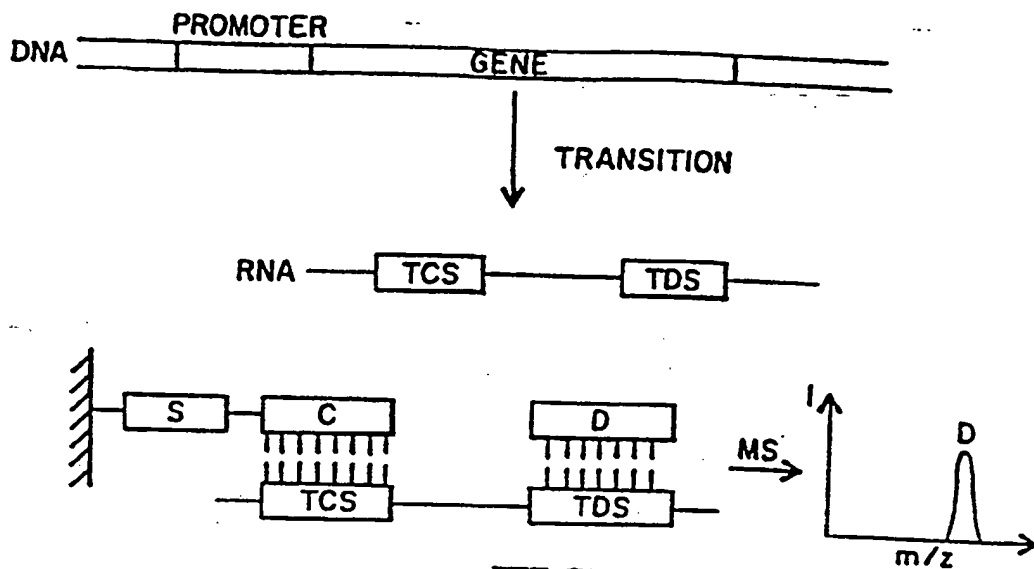 PROMOTER
DNA
GENE
TRANSITION
RNA
TCS
TDS
S
C
D
TCS
TDS
MS
I
D
m/z